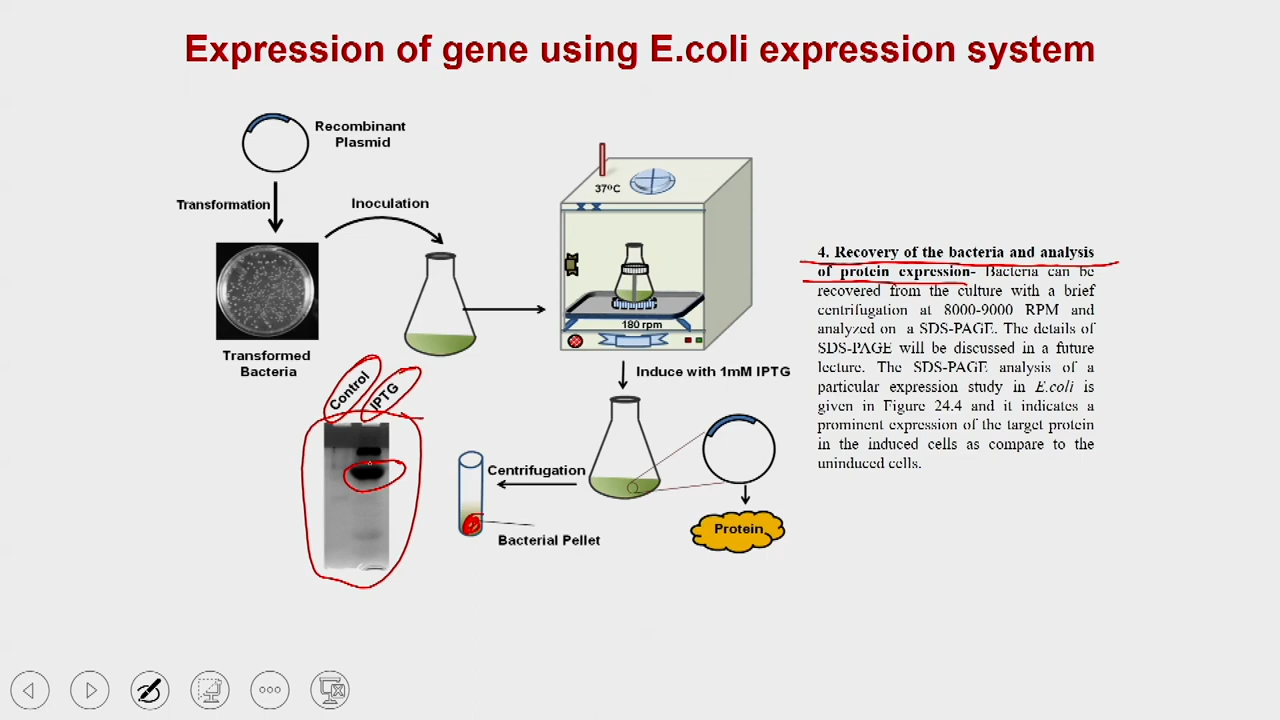 Expression of gene using E.coli expression system
Recombinant
Plasmid
Transformation
Inoculation
Transformed
Bacteria
37⁰C
180 rpm
Induce with 1mM IPTG
Control
IPTG
Centrifugation
Bacterial Pellet
Protein
4. Recovery of the bacteria and analysis
of protein expression- Bacteria can be
recovered from the culture with a brief
centrifugation at 8000-9000 RPM and
analyzed on a SDS-PAGE. The details of
SDS-PAGE will be discussed in a future
lecture. The SDS-PAGE analysis of a
particular expression study in E.coli is
given in Figure 24.4 and it indicates a
prominent expression of the target protein
in the induced cells as compare to the
uninduced cells.